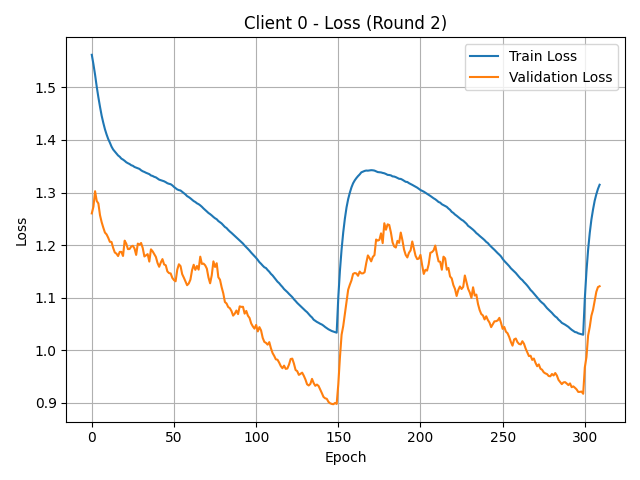 Client 0 - Loss (Round 2)
Train Loss
Validation Loss
Loss
1.5
1.4
1.3
1.2
1.1
1.0
0.9
0 50 100 150 200 250 300
Epoch